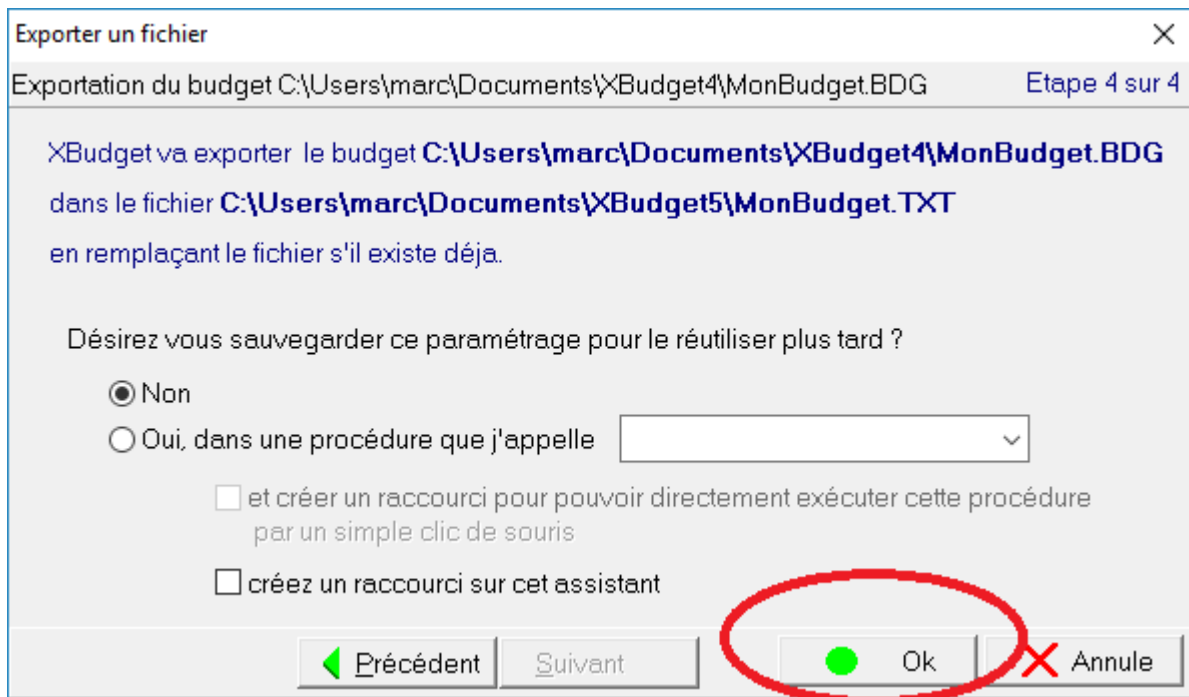 Exporter un fichier
Exportation du budget C:\Users\marc\Documents\XBudget4\MonBudget.BDG Etape 4 sur 4
XBudget va exporter le budget C:\Users\marc\Documents\XBudget4\MonBudget.BDG
dans le fichier C:\Users\marc\Documents\XBudget5\MonBudget.TXT
en remplaçant le fichier s'il existe déja.
Désirez vous sauvegarder ce paramétrage pour le réutiliser plus tard ?
Non
Oui, dans une procédure que j'appelle
et créer un raccourci pour pouvoir directement exécuter cette procédure
par un simple clic de souris
créez un raccourci sur cet assistant
Précédent Suivant Ok Annule